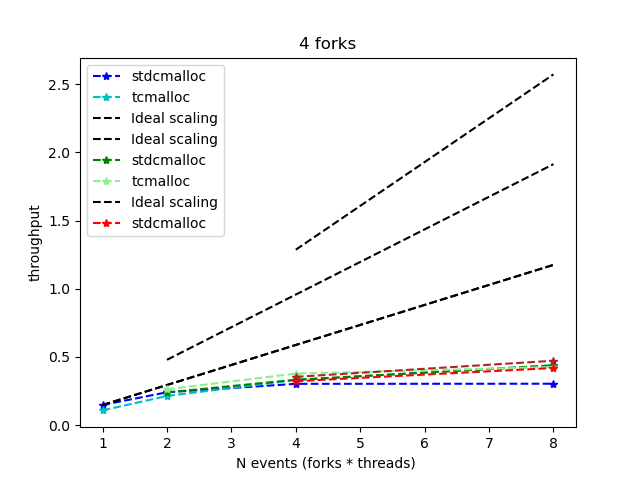 4 forks
stdcmalloc
tcmalloc
Ideal scaling
Ideal scaling
stdcmalloc
tcmalloc
Ideal scaling
stdcmalloc
throughput
2.5
2.0
1.5
1.0
0.5
0.0
1 2 3 4 5 6 7 8
N events (forks * threads)